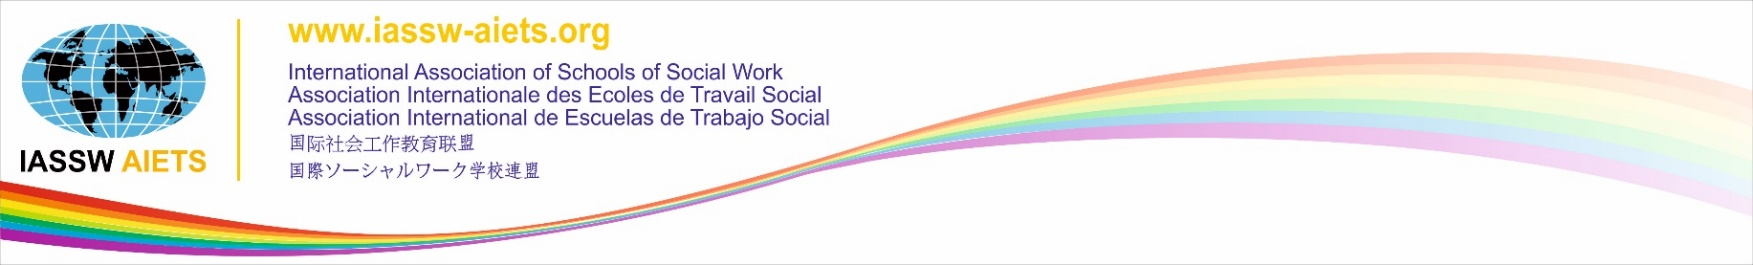 IASSW AIETS
www.iassw-aiets.org
International Association of Schools of Social Work
Association Internationale des Ecoles de Travail Social
Association International de Escuelas de Trabajo Social
国际社会工作教育联盟
国際ソーシャルワーク学校連盟